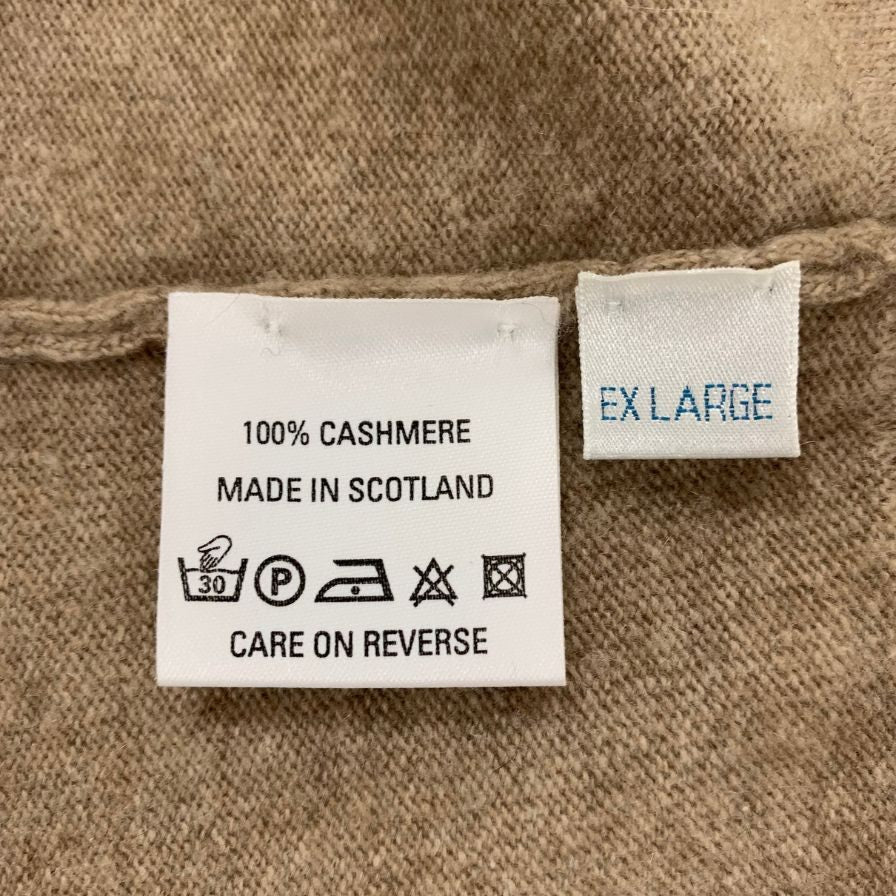 100% CASHMERE
MADE IN SCOTLAND
30 P
CARE ON REVERSE
EX LARGE